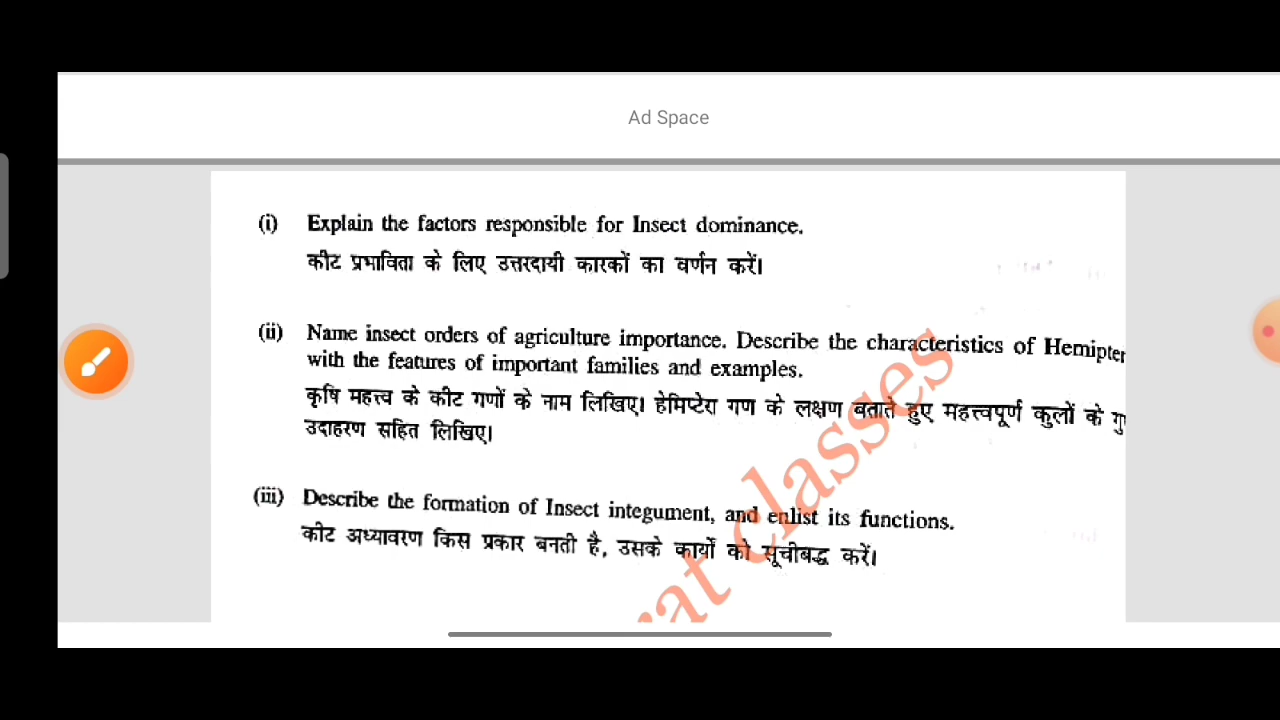 Ad Space
(i) Explain the factors responsible for Insect dominance.
कीट प्रभाविता के लिए उत्तरदायी कारकों का वर्णन करें।
(ii) Name insect orders of agriculture importance. Describe the characteristics of Hemipter
with the features of important families and examples.
कृषि महत्त्व के कीट गणों के नाम लिखिए। हेमिप्टेरा गण के लक्षण बताते हुए महत्त्वपूर्ण कुलों के गु
उदाहरण सहित लिखिए।
(iii) Describe the formation of Insect integument, and enlist its functions.
कीट अध्यावरण किस प्रकार बनती है, उसके कार्यों को सूचीबद्ध करें।
rat classes